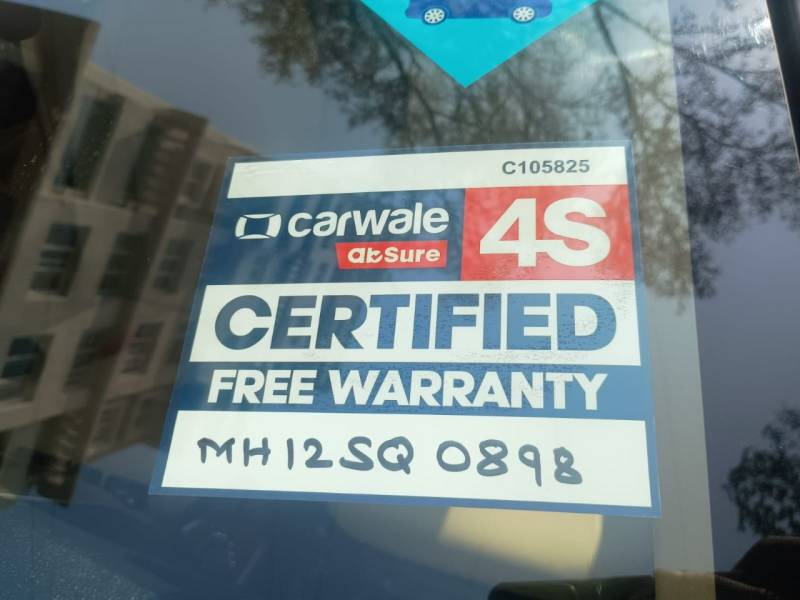 C105825
carwale
abSure
4S
CERTIFIED
FREE WARRANTY
MH12SQ 0898